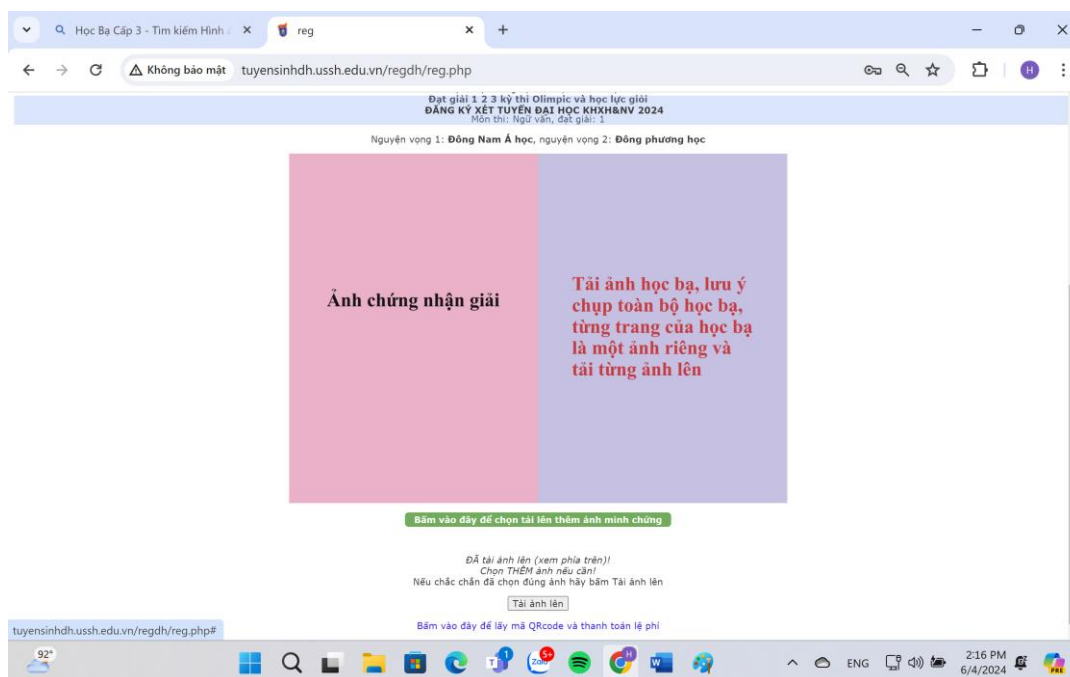 Học Bạ Cấp 3 - Tìm kiếm Hình
reg
Không bảo mật
tuyensinhdh.ussh.edu.vn/regdh/reg.php
H
Đạt giải 1 2 3 kỳ thi Olimpic và học lực giỏi
ĐĂNG KÝ XÉT TUYỂN ĐẠI HỌC KHXH&NV 2024
Môn thi: Ngữ văn, đạt giải: 1
Nguyện vọng 1: Đông Nam Á học, nguyện vọng 2: Đông phương học
Ảnh chứng nhận giải
Tải ảnh học bạ, lưu ý
chụp toàn bộ học bạ,
từng trang của học bạ
là một ảnh riêng và
tải từng ảnh lên
Bấm vào đây để chọn tải lên thêm ảnh minh chứng
ĐÃ tải ảnh lên (xem phía trên)!
Chọn THÊM ảnh nếu cần!
Nếu chắc chắn đã chọn đúng ảnh hãy bấm Tải ảnh lên
Tải ảnh lên
Bấm vào đây để lấy mã QRcode và thanh toán lệ phí
tuyensinhdh.ussh.edu.vn/regdh/reg.php#
92°
1
Zalo
5+
H
W
ENG
2:16 PM
6/4/2024
PRE